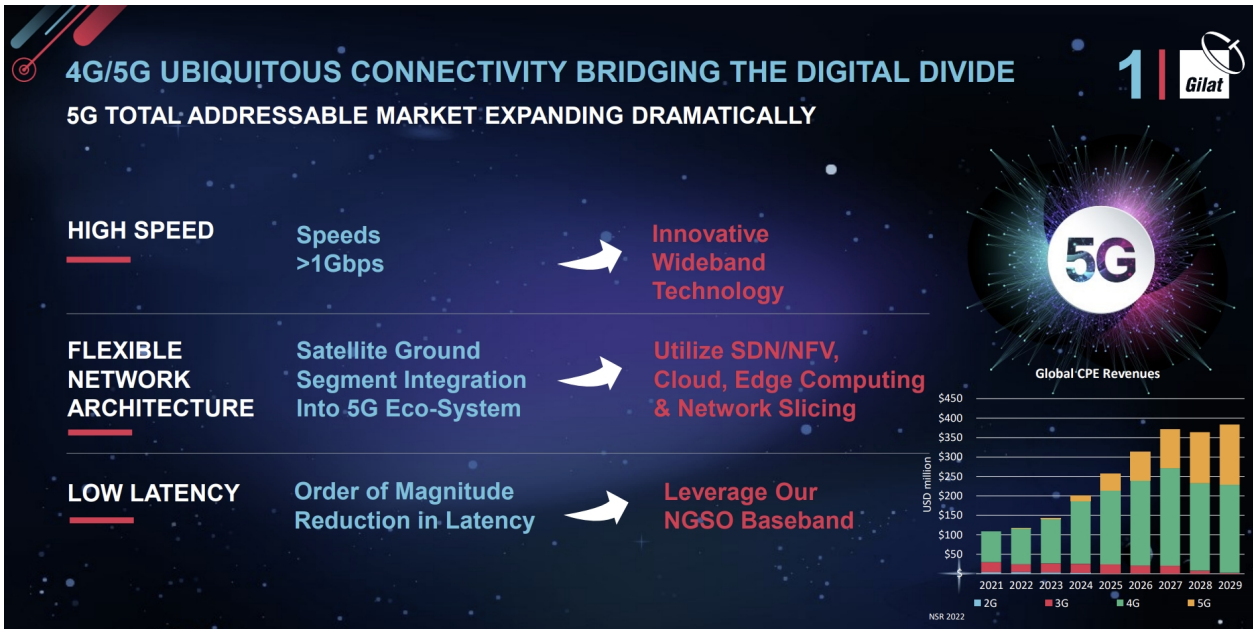 4G/5G UBIQUITOUS CONNECTIVITY BRIDGING THE DIGITAL DIVIDE
1
Gilat
5G TOTAL ADDRESSABLE MARKET EXPANDING DRAMATICALLY
HIGH SPEED
Speeds
>1Gbps
Innovative
Wideband
Technology
FLEXIBLE
NETWORK
ARCHITECTURE
Satellite Ground
Segment Integration
Into 5G Eco-System
Utilize SDN/NFV,
Cloud, Edge Computing
& Network Slicing
LOW LATENCY
Order of Magnitude
Reduction in Latency
Leverage Our
NGSO Baseband
5G
Global CPE Revenues
USD million
$450
$400
$350
$300
$250
$200
$150
$100
$50
$
2021 2022 2023 2024 2025 2026 2027 2028 2029
2G 3G 4G 5G
NSR 2022